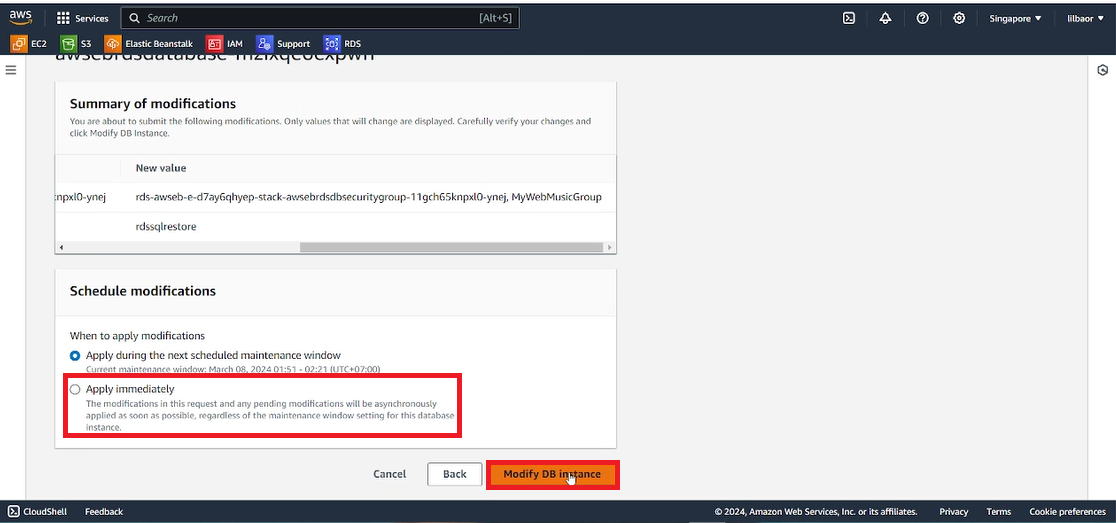 aws
Services
Search
[Alt+S]
Singapore
lilbaor
EC2
S3
Elastic Beanstalk
IAM
Support
RDS
Summary of modifications
You are about to submit the following modifications. Only values that will change are displayed. Carefully verify your changes and
click Modify DB Instance.
New value
knpxl0-ynej
rds-awseb-e-d7ay6qhyep-stack-awsebrdsdbsecuritygroup-11gch65knpxl0-ynej, MyWebMusicGroup
rdssqlrestore
Schedule modifications
When to apply modifications
Apply during the next scheduled maintenance window
Current maintenance window: March 08, 2024 01:51 - 02:21 (UTC+07:00)
Apply immediately
The modifications in this request and any pending modifications will be asynchronously
applied as soon as possible, regardless of the maintenance window setting for this database
instance.
Cancel
Back
Modify DB instance
CloudShell
Feedback
© 2024, Amazon Web Services, Inc. or its affiliates.
Privacy
Terms
Cookie preferences